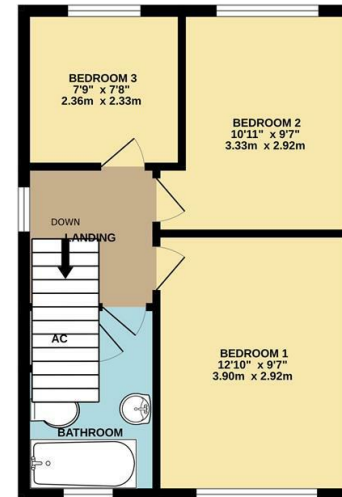 BEDROOM 3
7'9" x 7'8"
2.36m x 2.33m
BEDROOM 2
10'11" x 9'7"
3.33m x 2.92m
DOWN
LANDING
AC
BEDROOM 1
12'10" x 9'7"
3.90m x 2.92m
BATHROOM